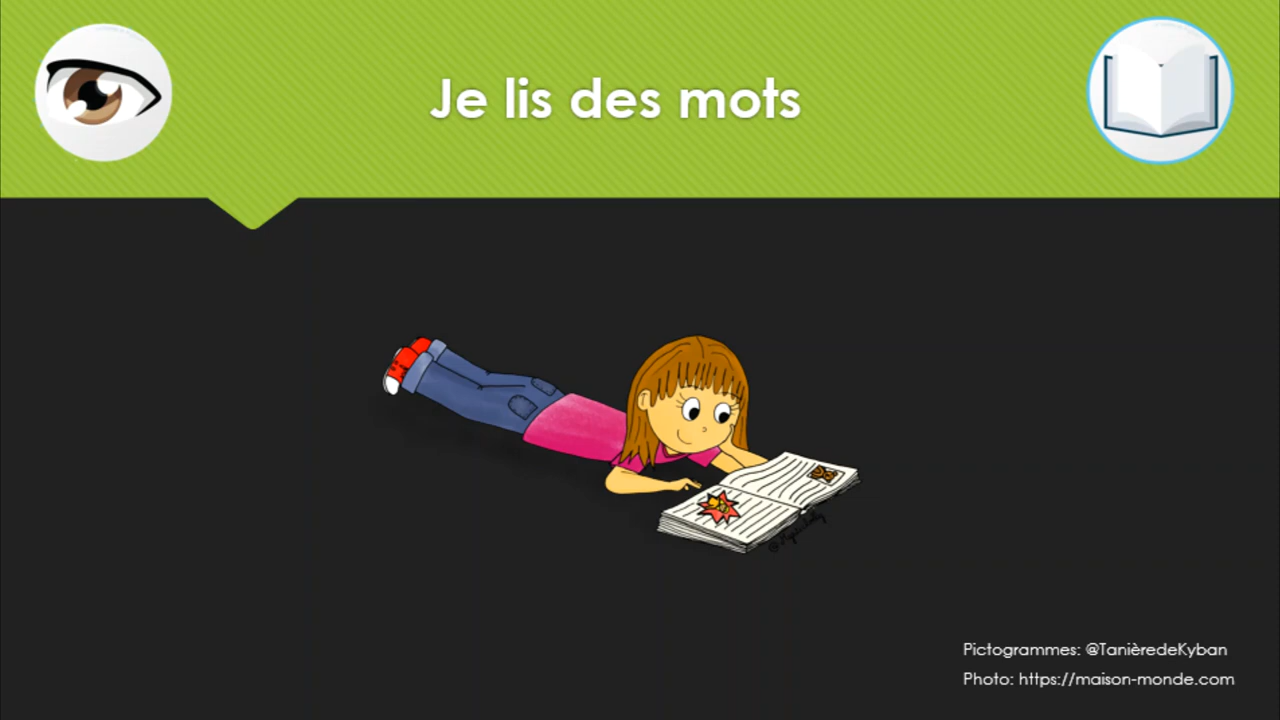 Je lis des mots
Pictogrammes: @TanièredeKyban
Photo: https://maison-monde.com